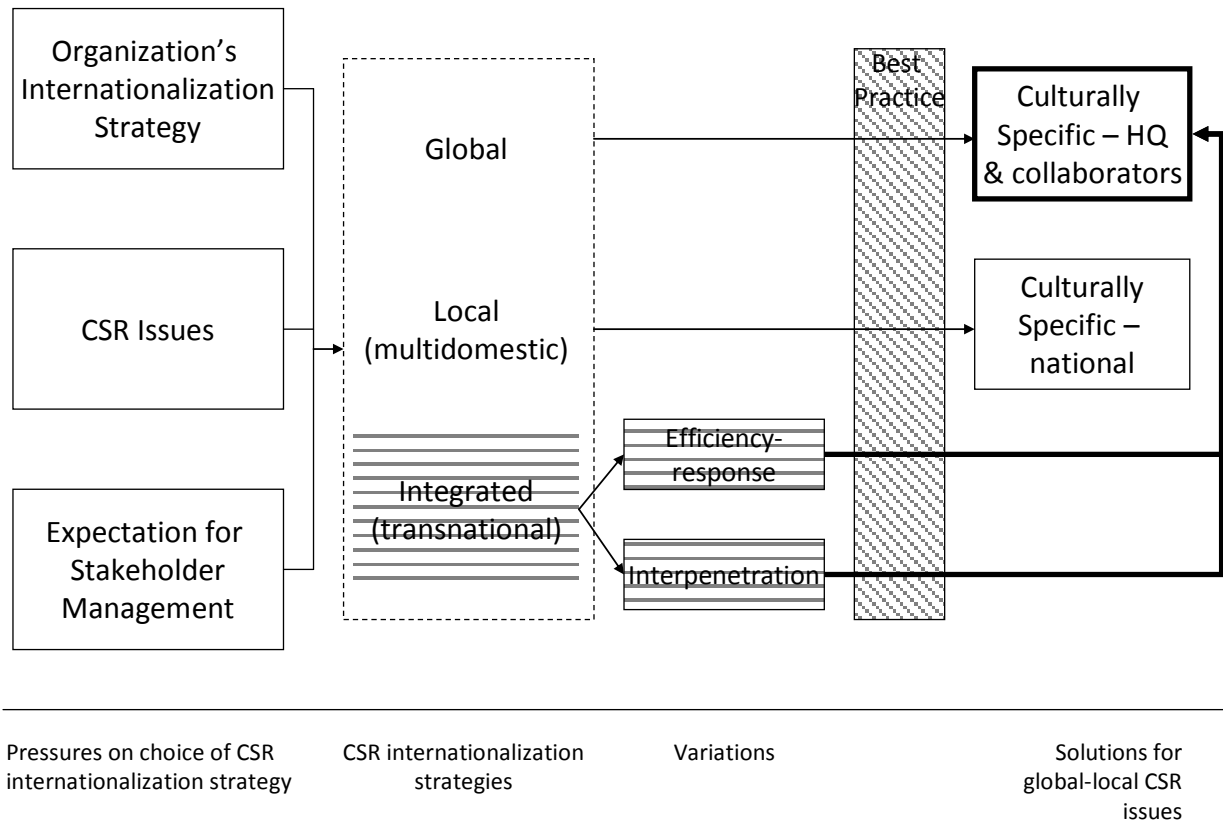 Organization’s
Internationalization
Strategy
CSR Issues
Expectation for
Stakeholder
Management
Global
Local
(multidomestic)
Integrated
(transnational)
Efficiency-
response
Interpenetration
Best
Practice
Culturally
Specific – HQ
& collaborators
Culturally
Specific –
national
Pressures on choice of CSR
internationalization strategy
CSR internationalization
strategies
Variations
Solutions for
global-local CSR
issues